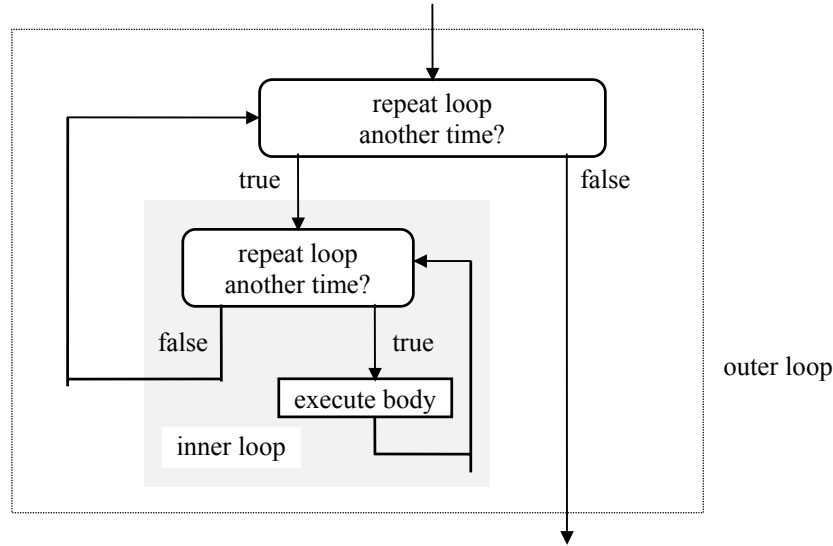 repeat loop
another time?
true
false
repeat loop
another time?
false
true
outer loop
execute body
inner loop